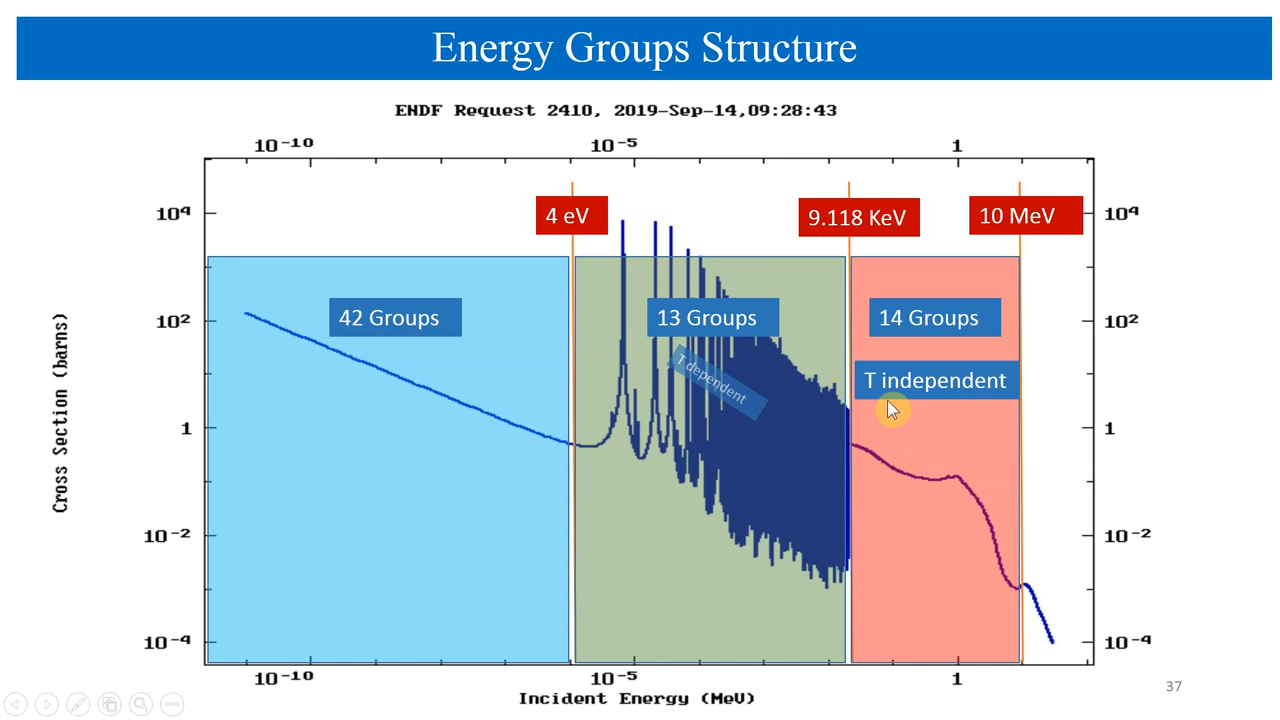 Energy Groups Structure
ENDF Request 2410, 2019-Sep-14,09:28:43
10-10 10-5 1
4 eV 9.118 KeV 10 MeV
104 104
42 Groups 13 Groups 14 Groups
102 102
T dependent
T independent
1 1
Cross Section (barns)
10-2 10-2
10-4 10-4
10-10 10-5 1
Incident Energy (MeV)
37